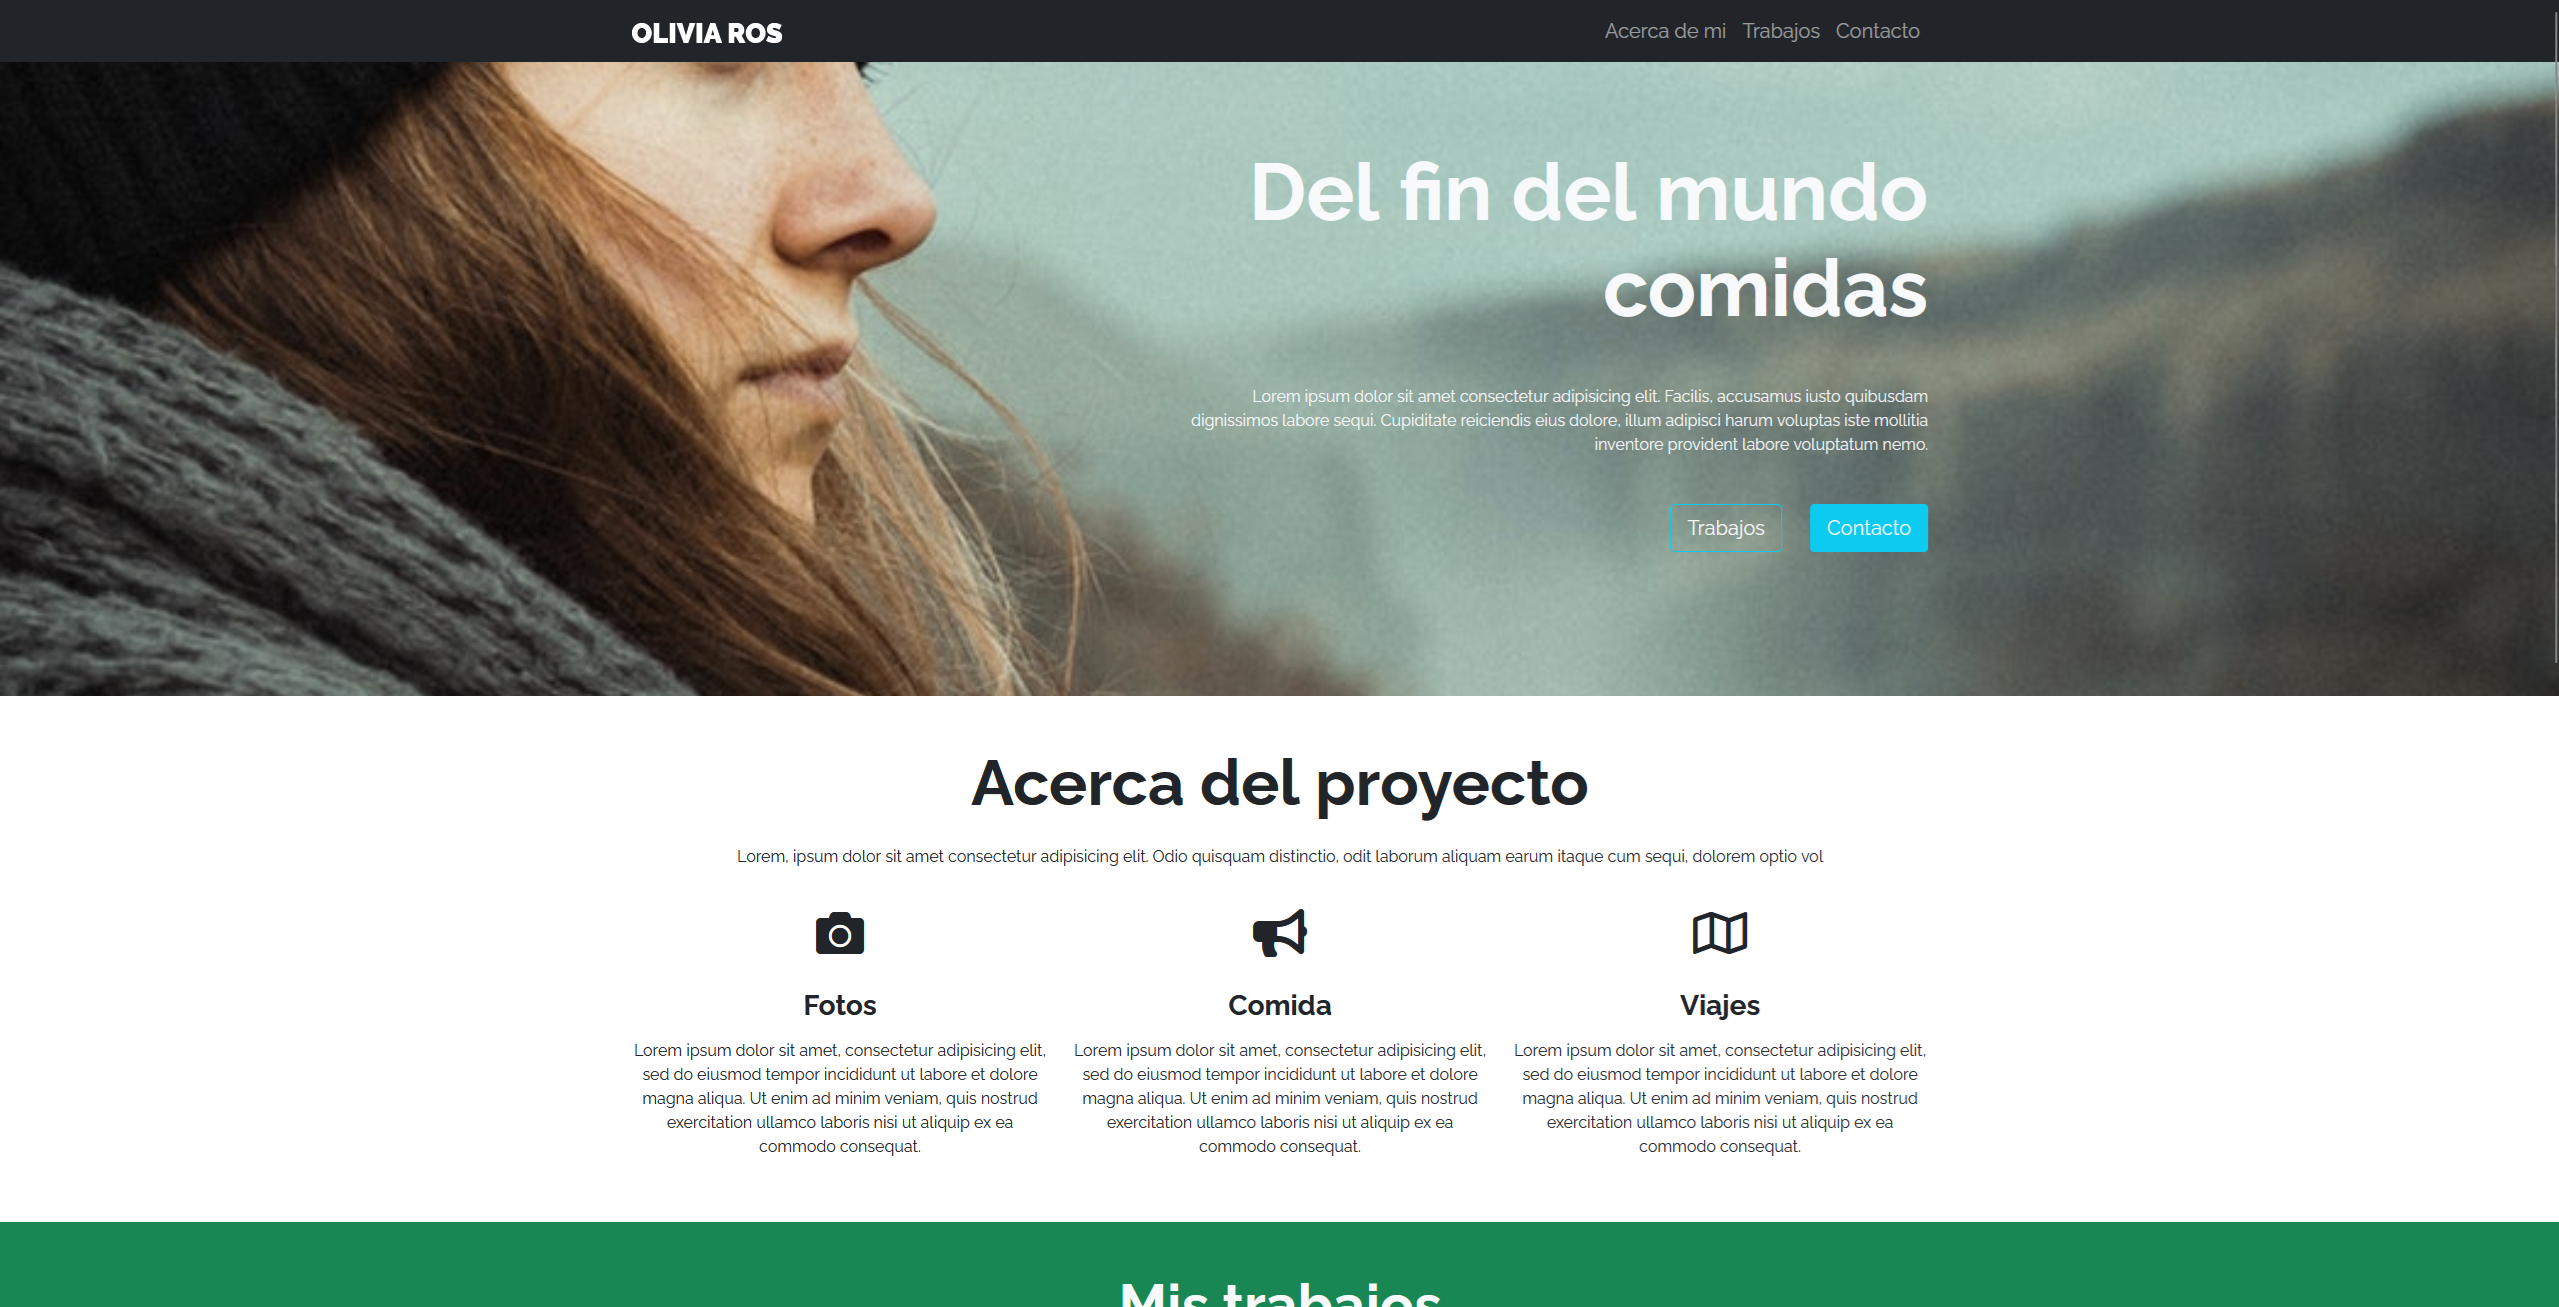 OLIVIA ROS
Acerca de mi Trabajos Contacto
Del fin del mundo
comidas
Lorem ipsum dolor sit amet consectetur adipisicing elit. Facilis, accusamus iusto quibusdam
dignissimos labore sequi. Cupiditate reiciendis eius dolore, illum adipisci harum voluptas iste mollitia
inventore provident labore voluptatum nemo.
Trabajos Contacto
Acerca del proyecto
Lorem, ipsum dolor sit amet consectetur adipisicing elit. Odio quisquam distinctio, odit laborum aliquam earum itaque cum sequi, dolorem optio vol
Fotos
Lorem ipsum dolor sit amet, consectetur adipisicing elit,
sed do eiusmod tempor incididunt ut labore et dolore
magna aliqua. Ut enim ad minim veniam, quis nostrud
exercitation ullamco laboris nisi ut aliquip ex ea
commodo consequat.
Comida
Lorem ipsum dolor sit amet, consectetur adipisicing elit,
sed do eiusmod tempor incididunt ut labore et dolore
magna aliqua. Ut enim ad minim veniam, quis nostrud
exercitation ullamco laboris nisi ut aliquip ex ea
commodo consequat.
Viajes
Lorem ipsum dolor sit amet, consectetur adipisicing elit,
sed do eiusmod tempor incididunt ut labore et dolore
magna aliqua. Ut enim ad minim veniam, quis nostrud
exercitation ullamco laboris nisi ut aliquip ex ea
commodo consequat.
Mis trabajos